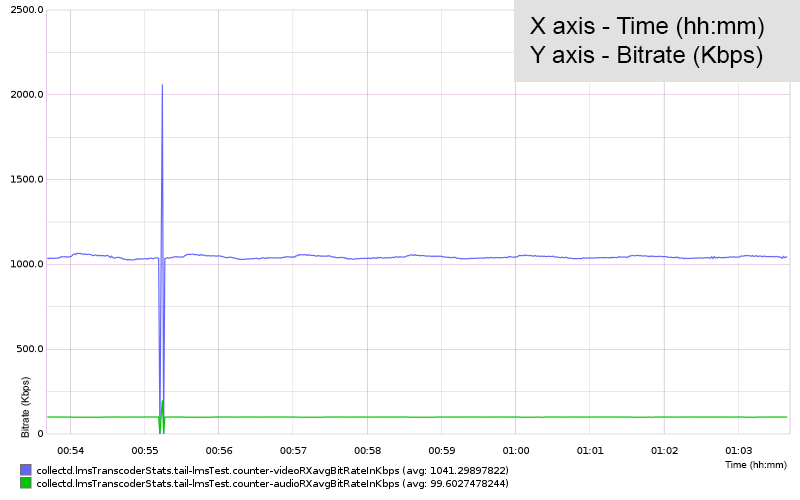 X axis - Time (hh:mm)
Y axis - Bitrate (Kbps)
2500.0
2000.0
1500.0
1000.0
500.0
0
Bitrate (Kbps)
00:54 00:55 00:56 00:57 00:58 00:59 01:00 01:01 01:02 01:03
Time (hh:mm)
collectd.lmsTranscoderStats.tail-lmsTest.counter-videoRXavgBitRateInKbps (avg: 1041.29897822)
collectd.lmsTranscoderStats.tail-lmsTest.counter-audioRXavgBitRateInKbps (avg: 99.6027478244)